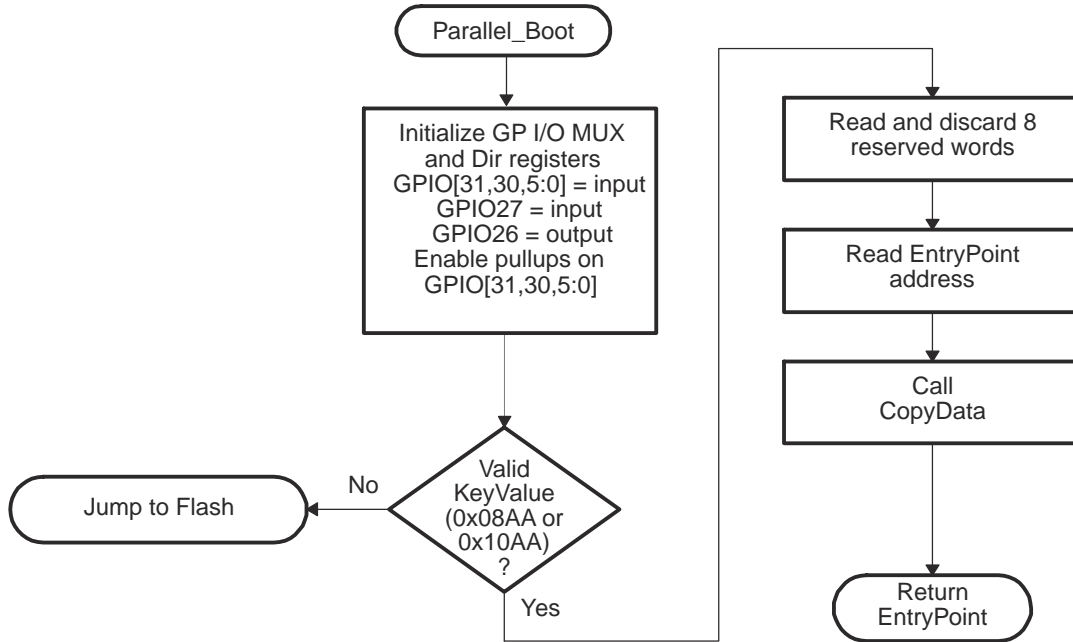 Parallel_Boot
Initialize GP I/O MUX
and Dir registers
GPIO[31,30,5:0] = input
GPIO27 = input
GPIO26 = output
Enable pullups on
GPIO[31,30,5:0]
Valid
KeyValue
(0x08AA or
0x10AA)
?
No
Jump to Flash
Yes
Read and discard 8
reserved words
Read EntryPoint
address
Call
CopyData
Return
EntryPoint